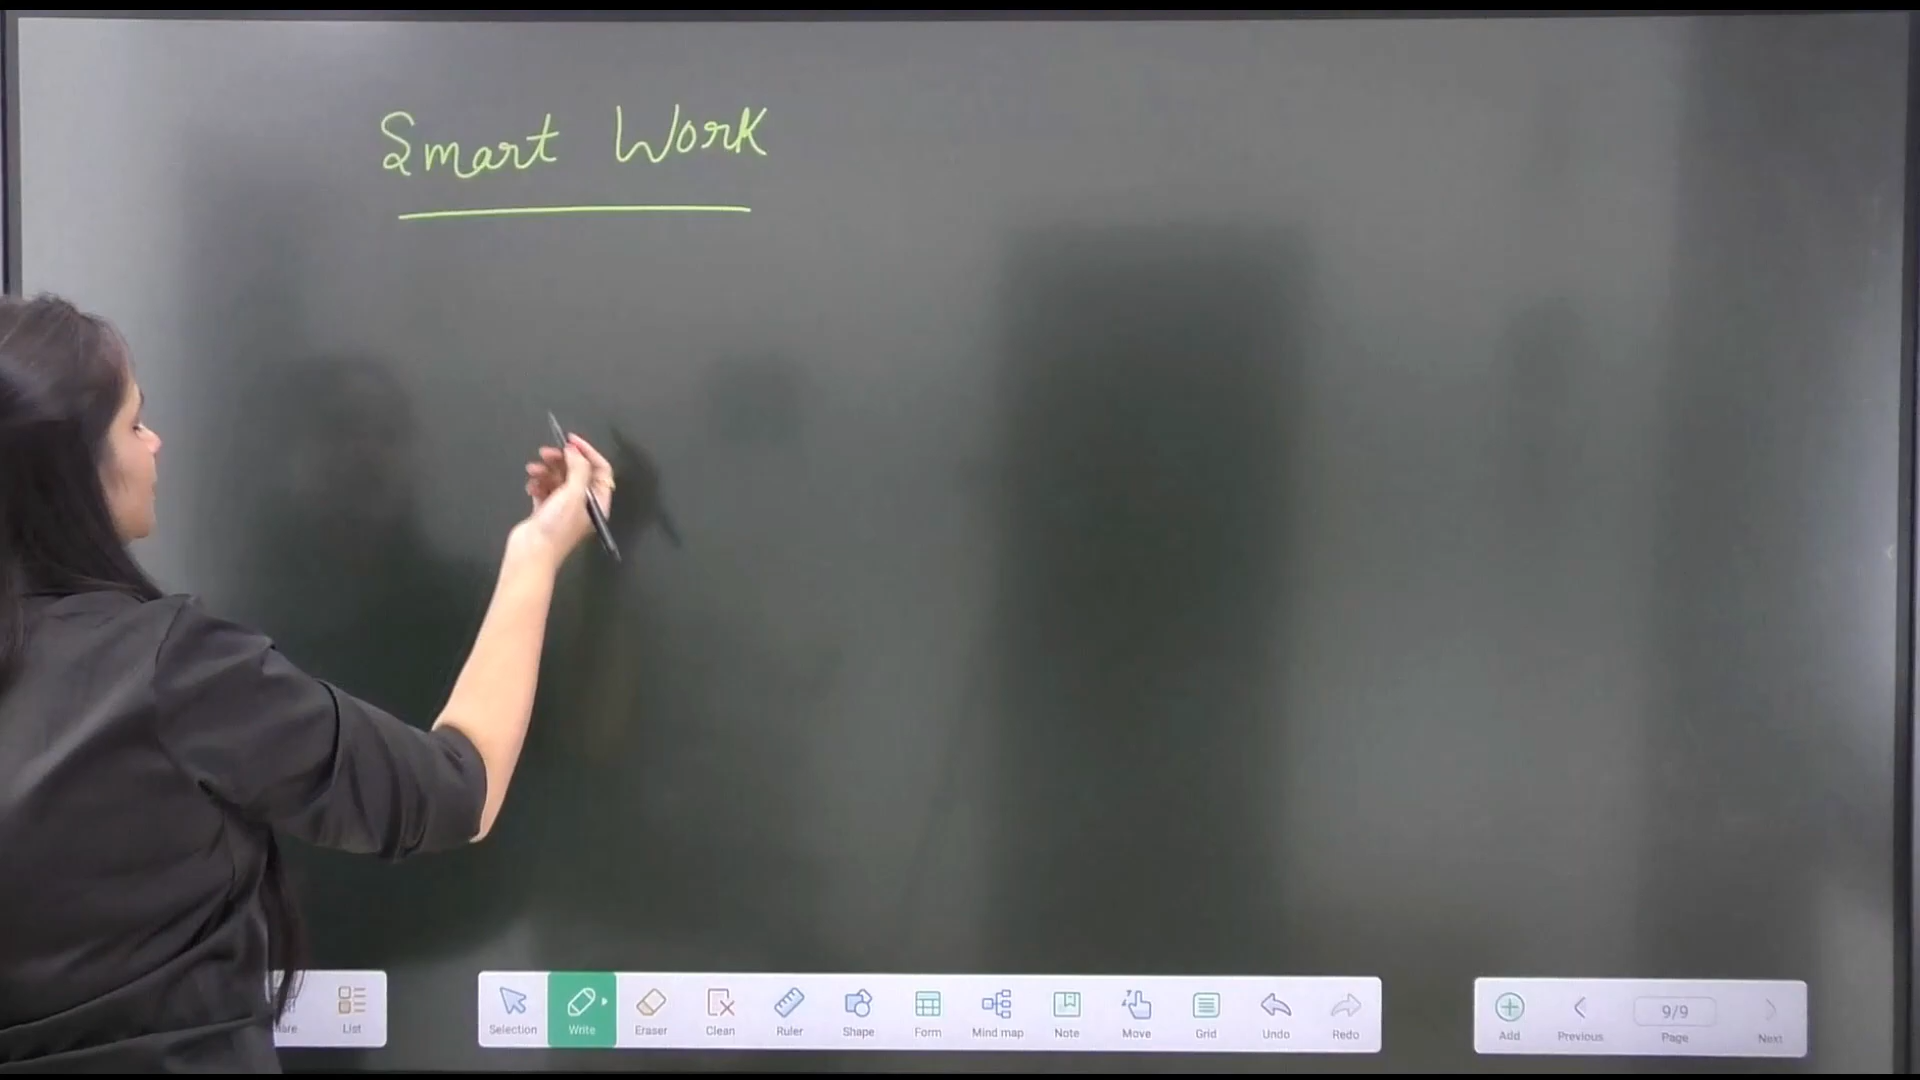 Smart Work
List
Selection Write Eraser Clean Ruler Shape Form Mind map Note Move Grid Undo Redo
Add Previous 9/9 Page Next